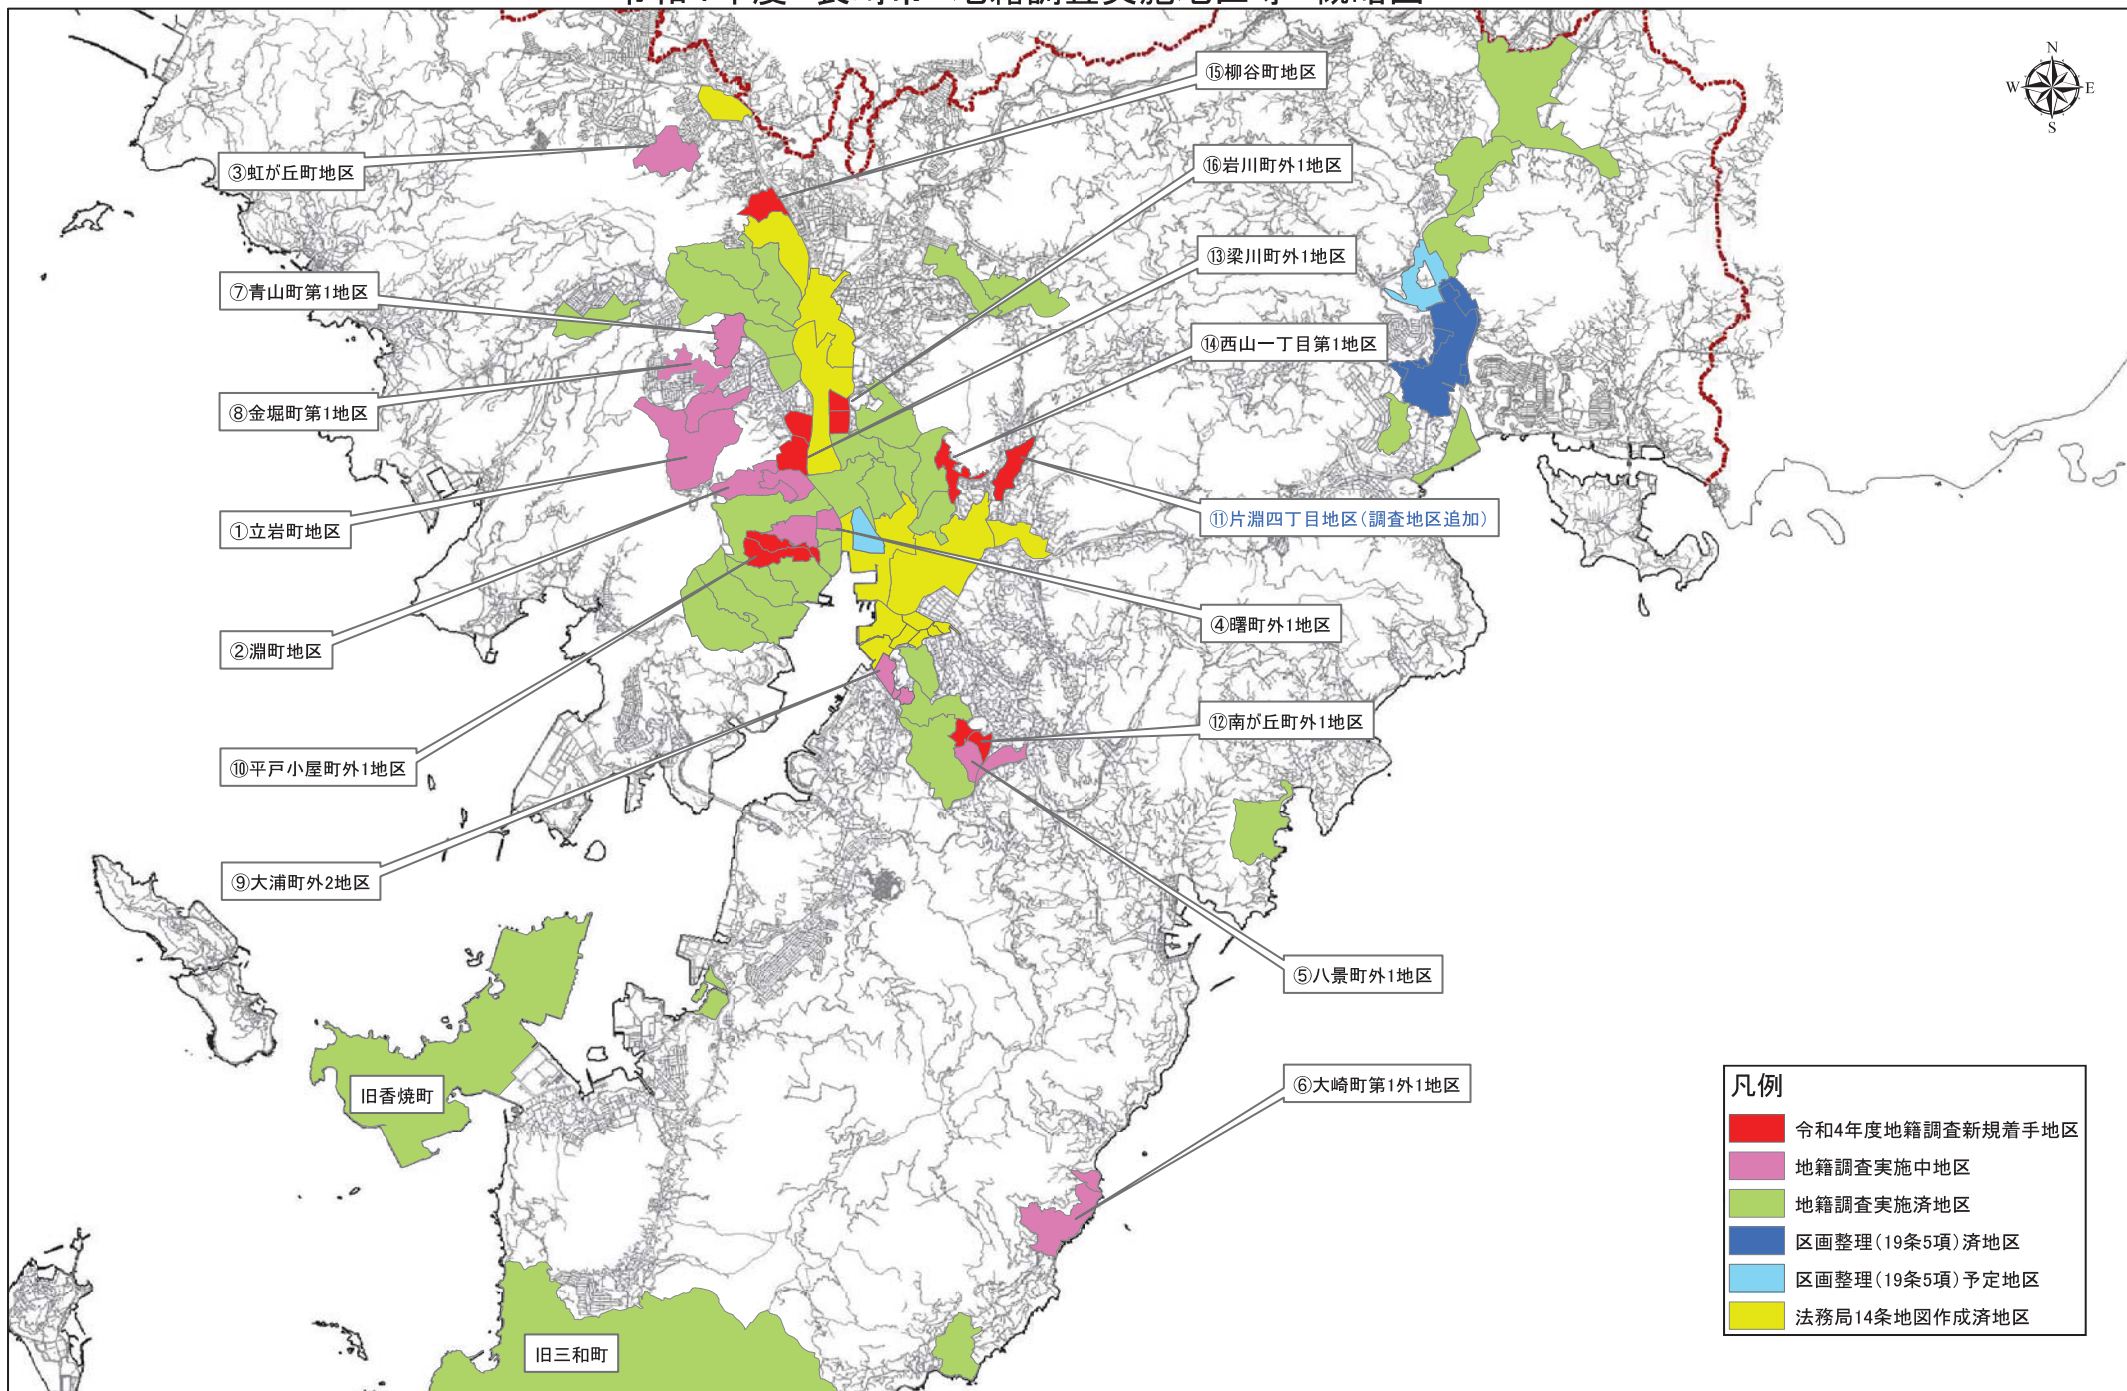 N
W
E
S
⑮柳谷町地区
③虹が丘町地区
⑯岩川町外1地区
⑬梁川町外1地区
⑦青山町第1地区
⑭西山一丁目第1地区
⑧金堀町第1地区
①立岩町地区
⑪片淵四丁目地区(調査地区追加)
④曙町外1地区
②淵町地区
⑫南が丘町外1地区
⑩平戸小屋町外1地区
⑨大浦町外2地区
⑤八景町外1地区
⑥大崎町第1外1地区
旧香焼町
旧三和町
凡例
令和4年度地籍調査新規着手地区
地籍調査実施中地区
地籍調査実施済地区
区画整理(19条5項)済地区
区画整理(19条5項)予定地区
法務局14条地図作成済地区